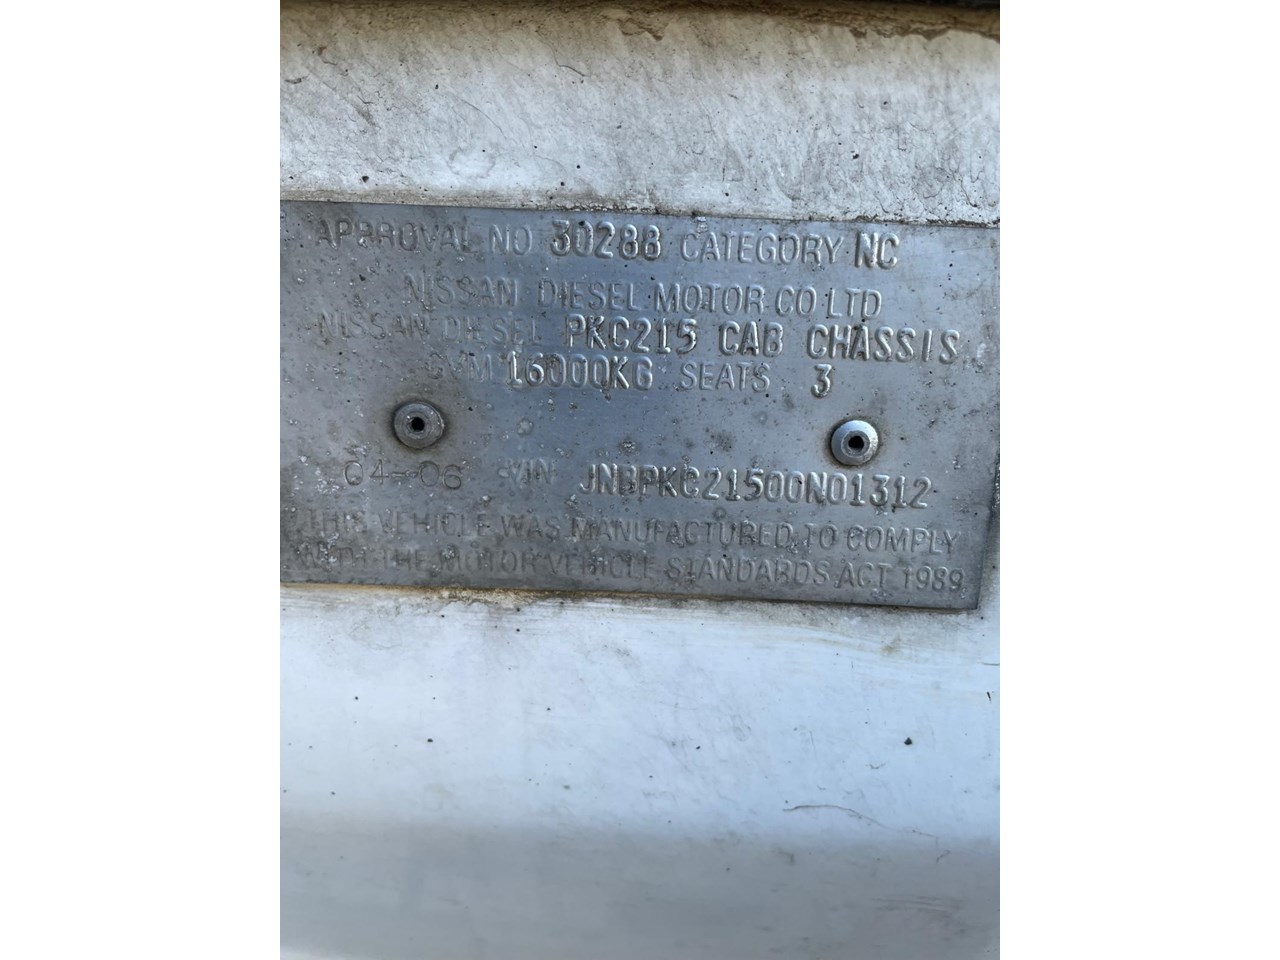 APPROVAL NO 30288 CATEGORY NC
NISSAN DIESEL MOTOR CO LTD
NISSAN DIESEL PKC215 CAB CHASSIS
GVM 16000KG SEATS 3
04-06 VIN JNBPKC21500N01312
THIS VEHICLE WAS MANUFACTURED TO COMPLY
WITH THE MOTOR VEHICLE STANDARDS ACT 1989